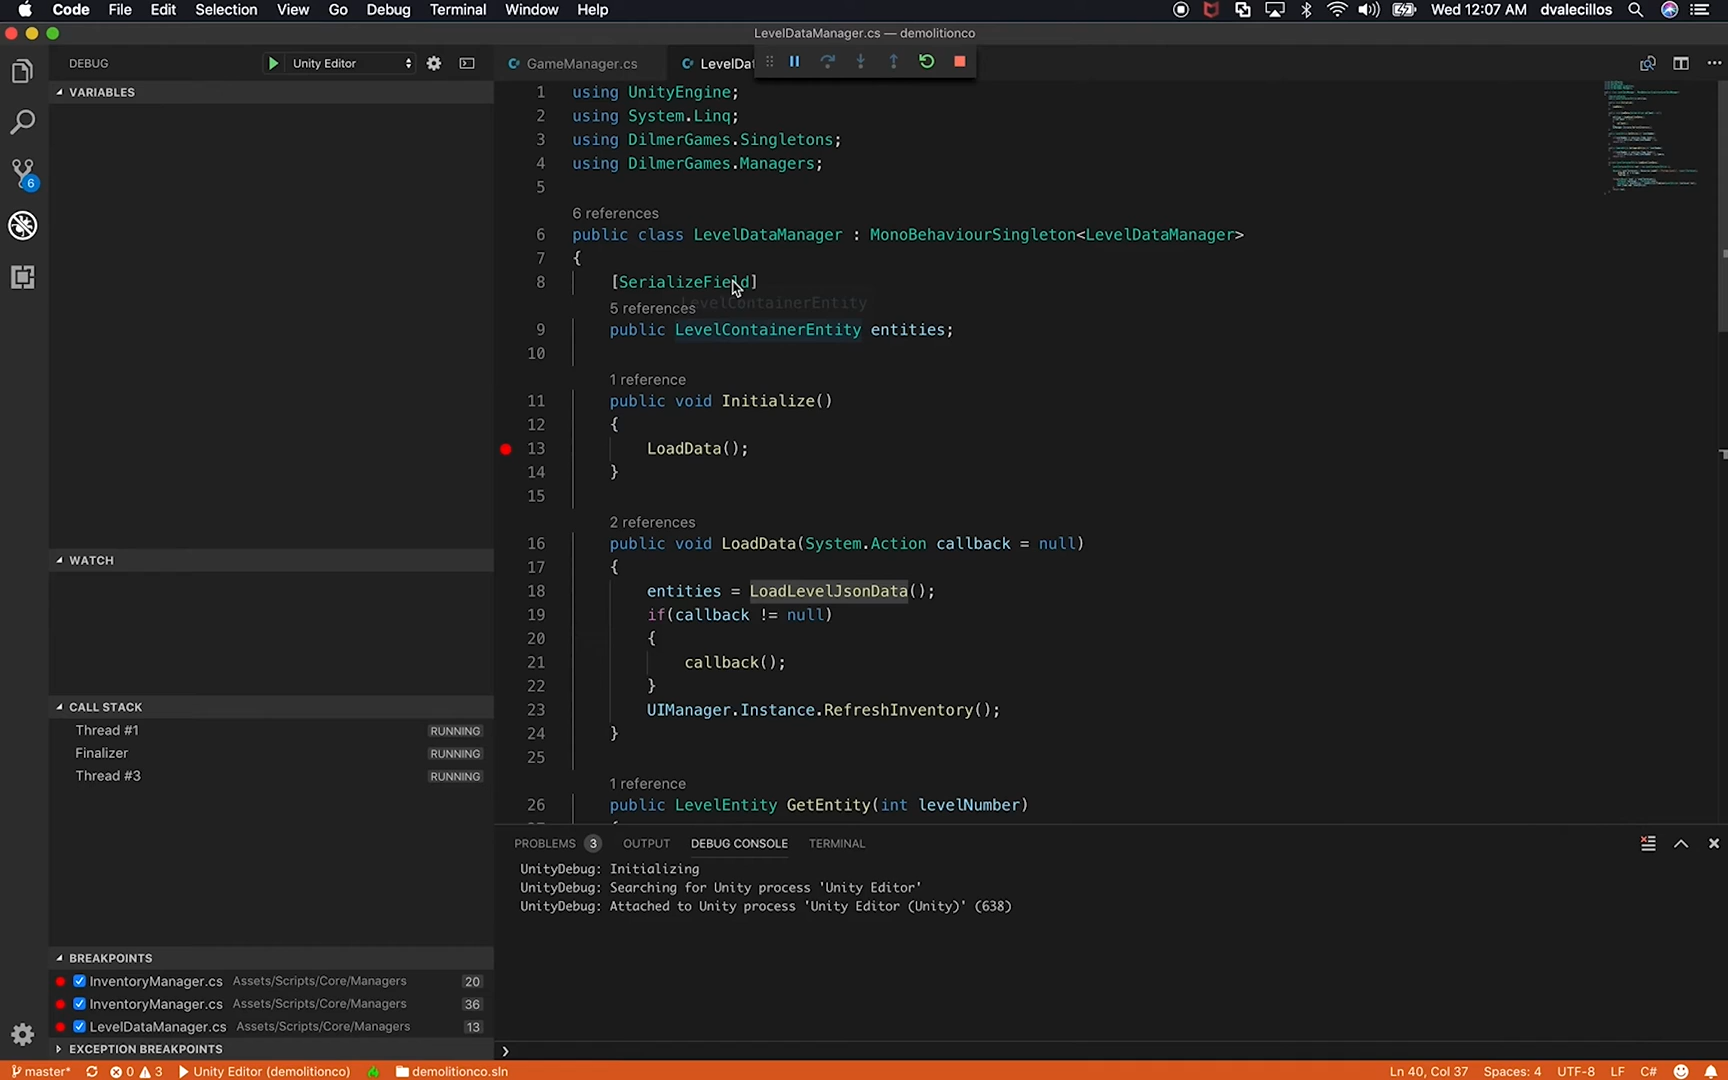 Code File Edit Selection View Go Debug Terminal Window Help Wed 12:07 AM dvalecillos
LevelDataManager.cs — demolitionco
DEBUG Unity Editor GameManager.cs LevelDat
VARIABLES
1 using UnityEngine;
2 using System.Linq;
3 using DilmerGames.Singletons;
4 using DilmerGames.Managers;
5
6 references
6 public class LevelDataManager : MonoBehaviourSingleton<LevelDataManager>
7 {
8 [SerializeField]
LevelContainerEntity
5 references
9 public LevelContainerEntity entities;
10
1 reference
11 public void Initialize()
12 {
13 LoadData();
14 }
15
2 references
16 public void LoadData(System.Action callback = null)
17 {
18 entities = LoadLevelJsonData();
19 if(callback != null)
20 {
21 callback();
22 }
23 UIManager.Instance.RefreshInventory();
24 }
25
1 reference
26 public LevelEntity GetEntity(int levelNumber)
WATCH
CALL STACK
Thread #1 RUNNING
Finalizer RUNNING
Thread #3 RUNNING
BREAKPOINTS
InventoryManager.cs Assets/Scripts/Core/Managers 20
InventoryManager.cs Assets/Scripts/Core/Managers 36
LevelDataManager.cs Assets/Scripts/Core/Managers 13
EXCEPTION BREAKPOINTS
PROBLEMS 3 OUTPUT DEBUG CONSOLE TERMINAL
UnityDebug: Initializing
UnityDebug: Searching for Unity process 'Unity Editor'
UnityDebug: Attached to Unity process 'Unity Editor (Unity)' (638)
6
master* 0 3 Unity Editor (demolitionco) demolitionco.sln Ln 40, Col 37 Spaces: 4 UTF-8 LF C#